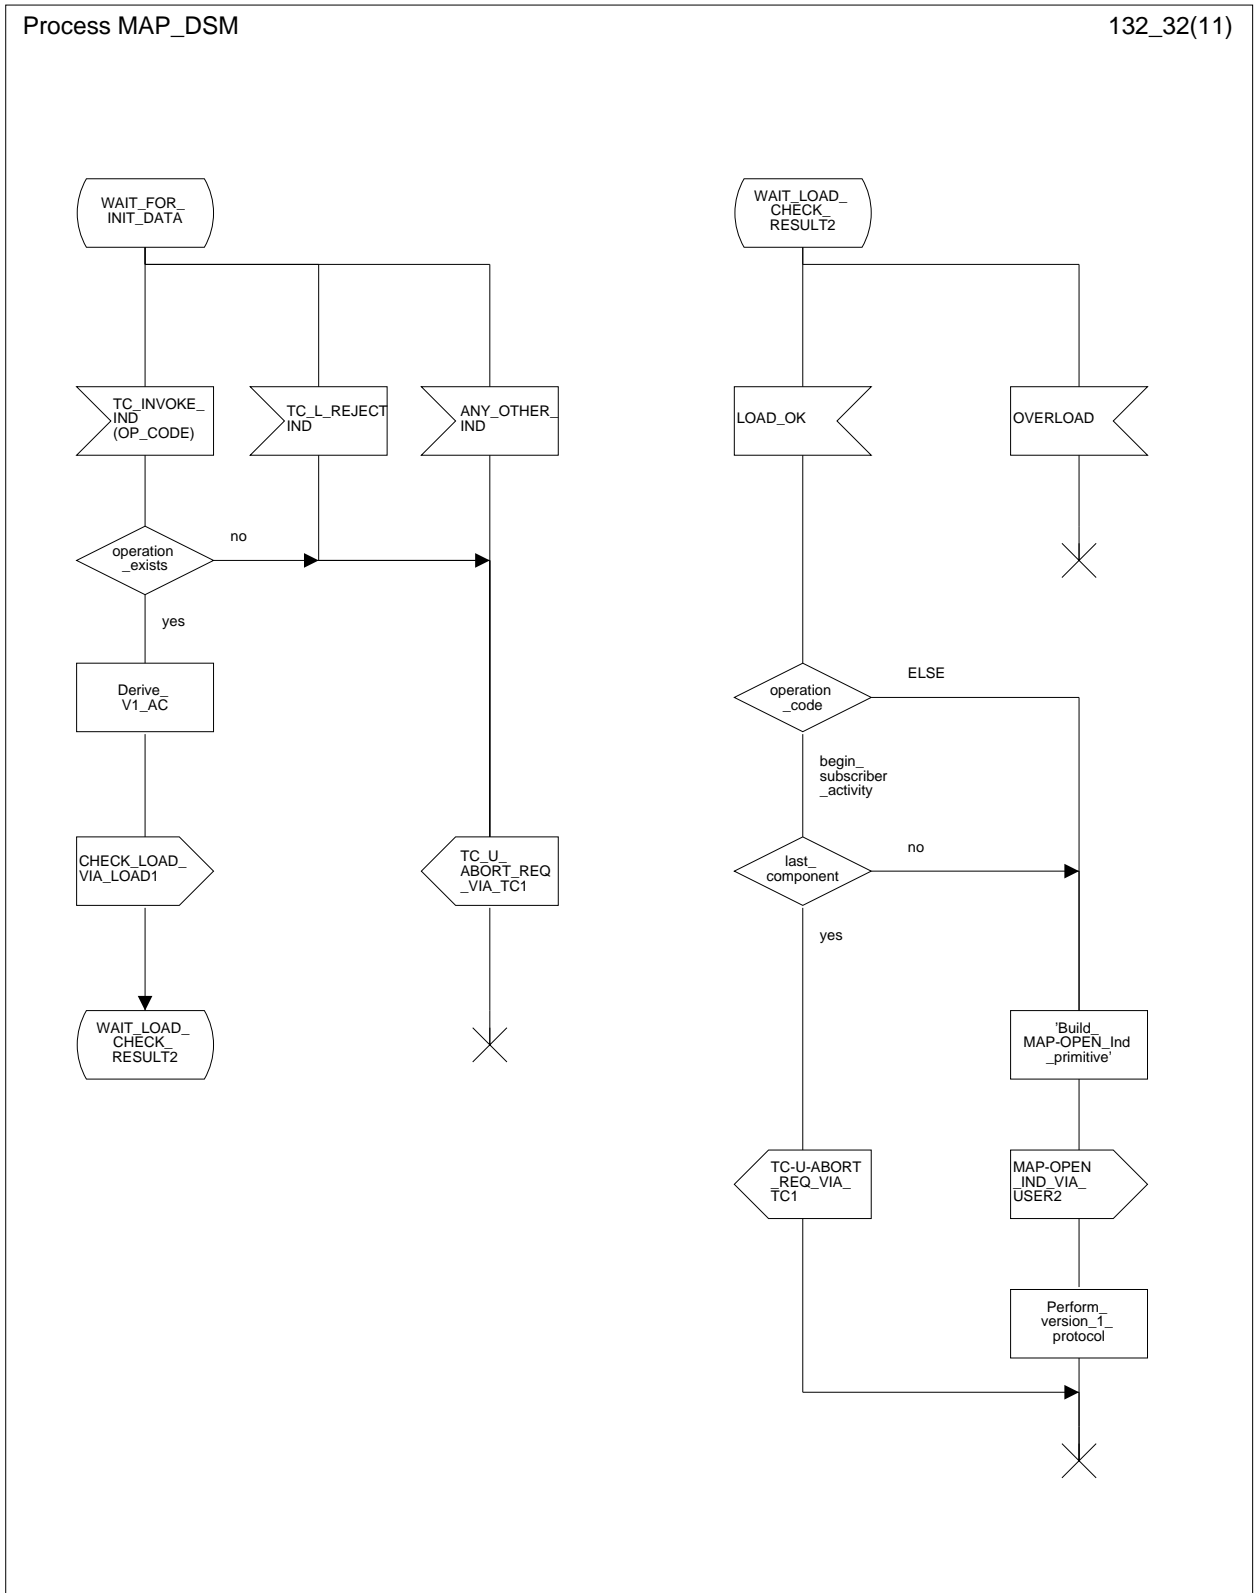 Process MAP_DSM
132_32(11)
WAIT_FOR_
INIT_DATA
TC_INVOKE_
IND
(OP_CODE)
TC_L_REJECT
IND
ANY_OTHER_
IND
operation
_exists
no
yes
Derive_
V1_AC
CHECK_LOAD_
VIA_LOAD1
TC_U_
ABORT_REQ
_VIA_TC1
WAIT_LOAD_
CHECK_
RESULT2
WAIT_LOAD_
CHECK_
RESULT2
LOAD_OK
OVERLOAD
operation
_code
ELSE
begin_
subscriber
_activity
last_
component
no
yes
'Build_
MAP-OPEN_Ind
_primitive'
TC-U-ABORT
_REQ_VIA_
TC1
MAP-OPEN
_IND_VIA_
USER2
Perform_
version_1_
protocol